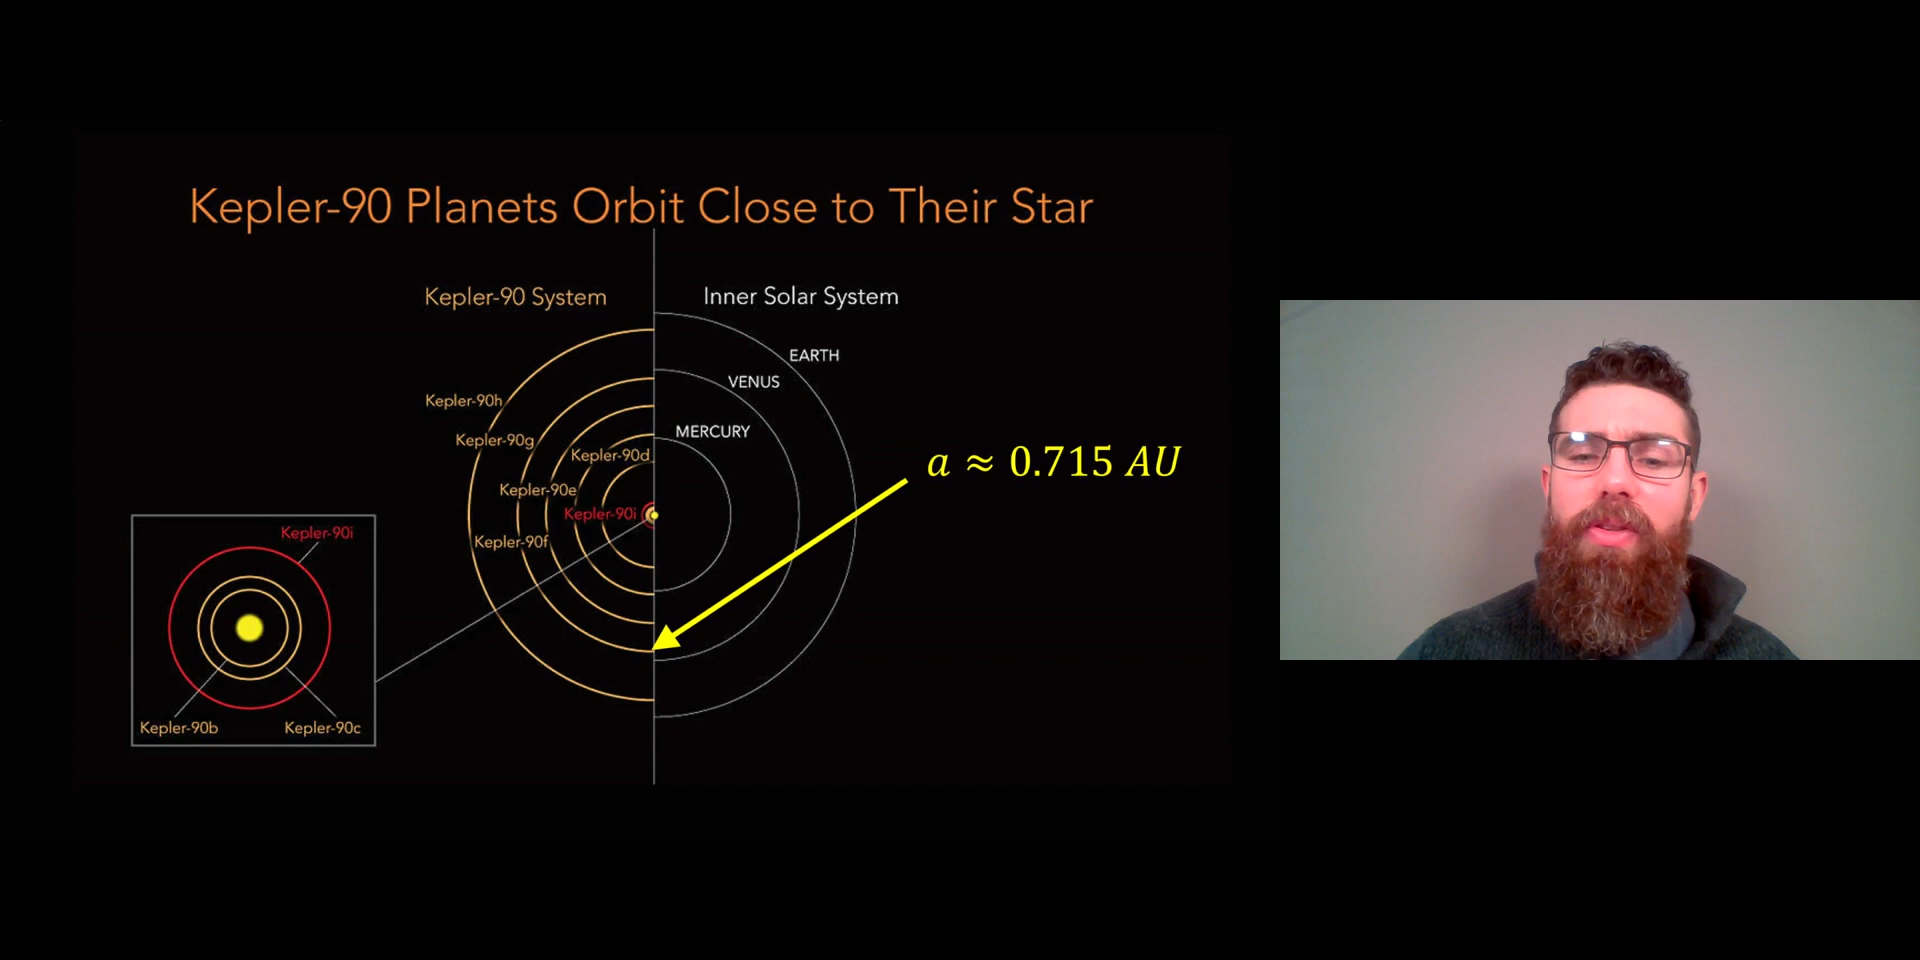 Kepler-90 Planets Orbit Close to Their Star
Kepler-90 System
Inner Solar System
EARTH
VENUS
Kepler-90h
MERCURY
Kepler-90g
Kepler-90d
a ≈ 0.715 AU
Kepler-90e
Kepler-90i
Kepler-90f
Kepler-90i
Kepler-90b
Kepler-90c